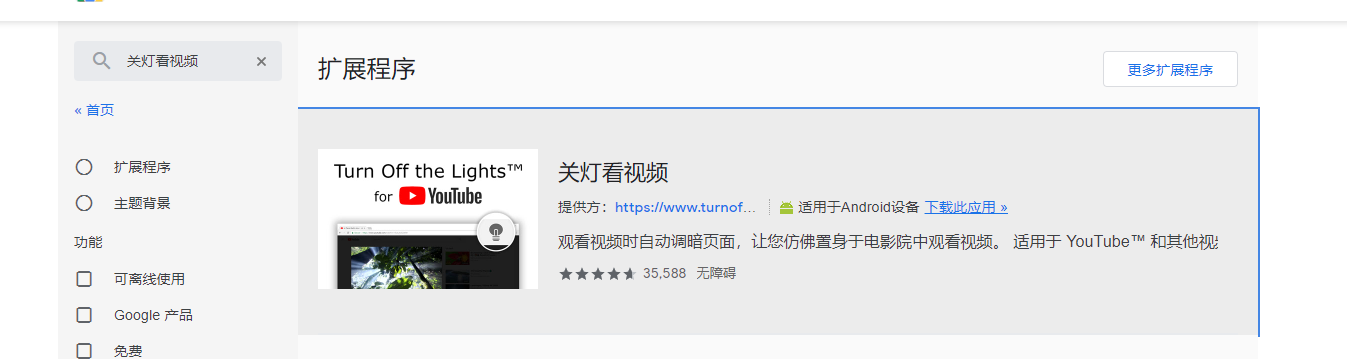 关灯看视频
« 首页
扩展程序
主题背景
功能
可离线使用
Google 产品
免费
扩展程序
更多扩展程序
Turn Off the Lights™
for YouTube
关灯看视频
提供方：https://www.turnof… 适用于Android设备 下载此应用 »
观看视频时自动调暗页面，让您仿佛置身于电影院中观看视频。 适用于 YouTube™ 和其他视
35,588 无障碍